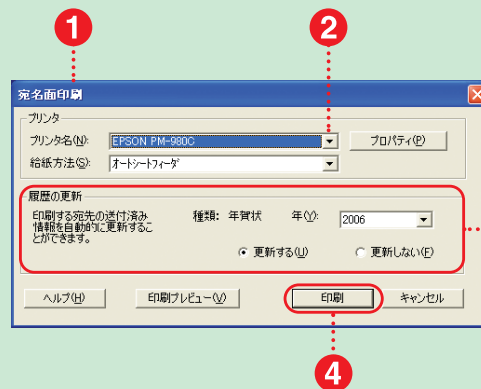 1
2
宛名面印刷
プリンタ
プリンタ名(N): EPSON PM-980C プロパティ(P)
給紙方法(S): オートシートフィーダ
履歴の更新
印刷する宛先の送付済み 種類: 年賀状 年(Y): 2006
情報を自動的に更新するこ
とができます。
更新する(U) 更新しない(F)
ヘルプ(H) 印刷プレビュー(V) 印刷 キャンセル
4